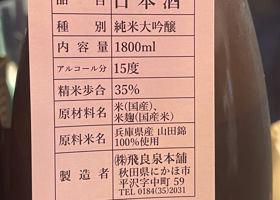 品目 日本酒
種別 純米大吟醸
内容量 1800ml
アルコール分 15度
精米歩合 35%
原材料名 米(国産)、
米麹(国産米)
原料米名 兵庫県産 山田錦
100%使用
製造者 ㈱飛良泉本舗
秋田県にかほ市
平沢字中町 59
TEL 0184(35)2031